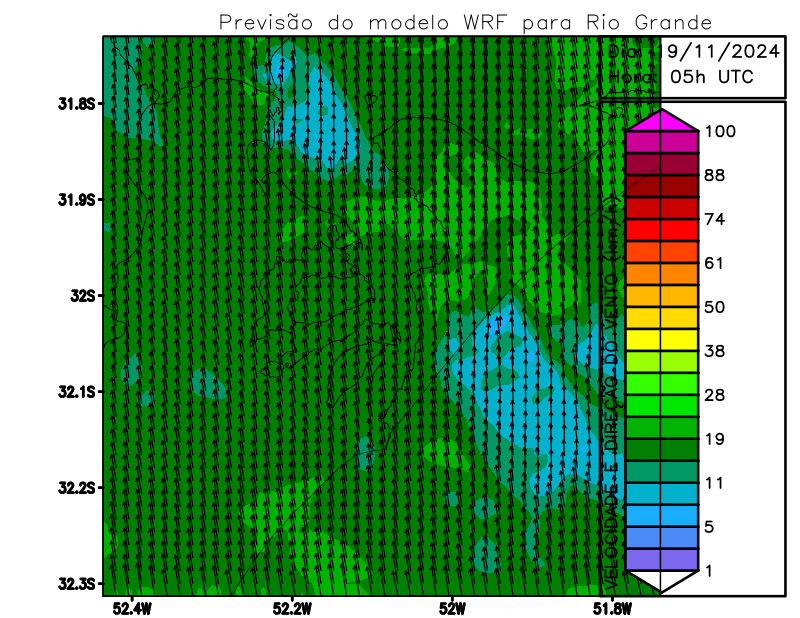 Previsão do modelo WRF para Rio Grande
Dia: 19/11/2024
Hora: 05h UTC
31.8S
31.9S
32S
32.1S
32.2S
32.3S
52.4W
52.2W
52W
51.8W
VELOCIDADE E DIREÇÃO DO VENTO (km/h)
100
88
74
61
50
38
28
19
11
5
1